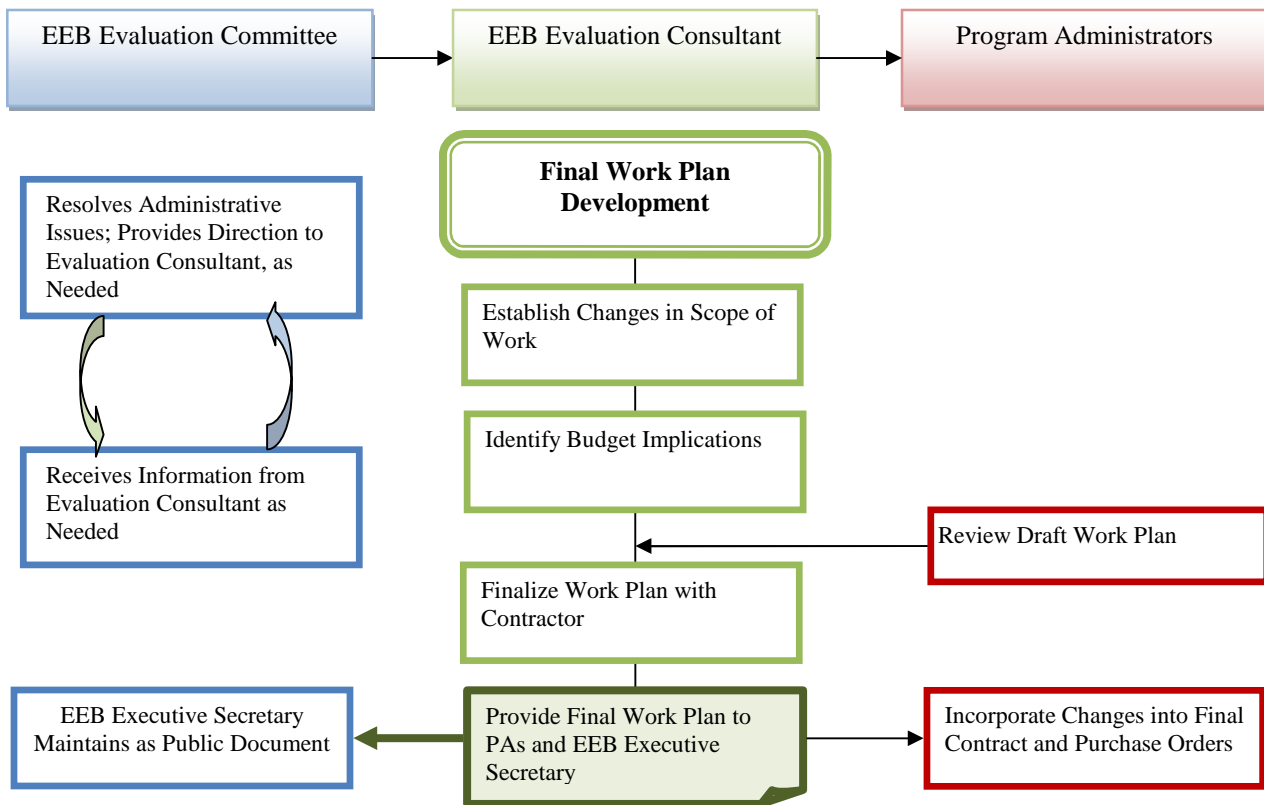 EEB Evaluation Committee
EEB Evaluation Consultant
Program Administrators
Final Work Plan
Development
Resolves Administrative
Issues; Provides Direction to
Evaluation Consultant, as
Needed
Establish Changes in Scope of
Work
Identify Budget Implications
Receives Information from
Evaluation Consultant as
Needed
Review Draft Work Plan
Finalize Work Plan with
Contractor
EEB Executive Secretary
Maintains as Public Document
Provide Final Work Plan to
PAs and EEB Executive
Secretary
Incorporate Changes into Final
Contract and Purchase Orders